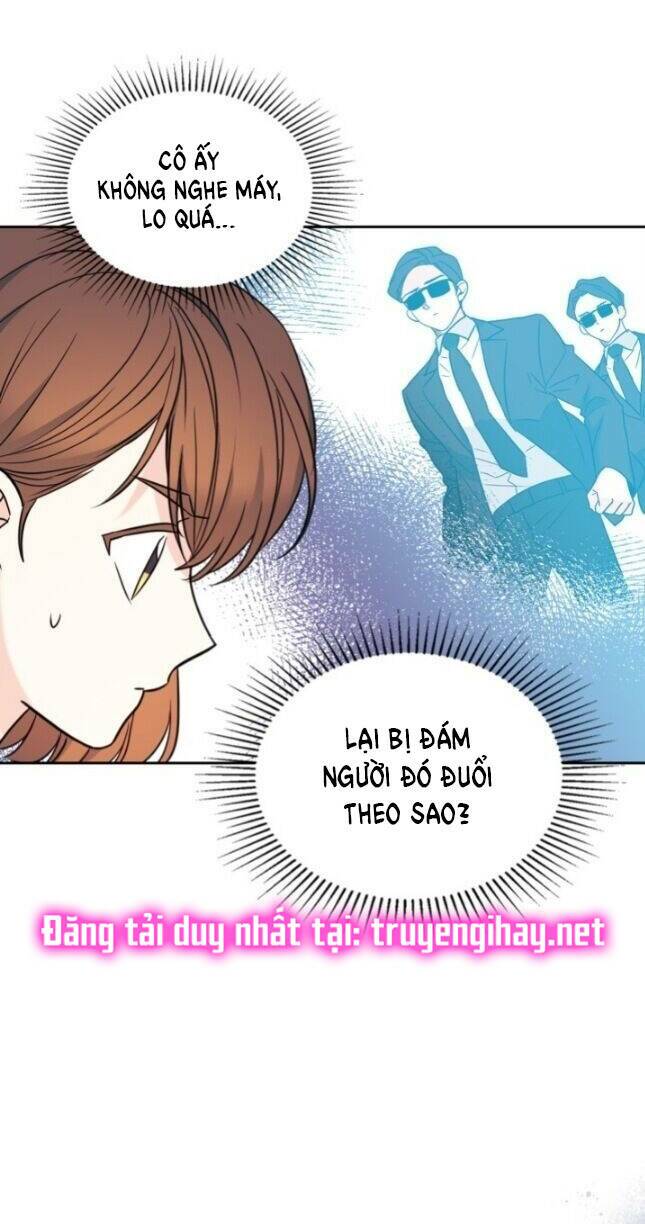 CÔ ẤY
KHÔNG NGHE MÁY,
LO QUÁ...
LẠI BỊ ĐÁM
NGƯỜI ĐÓ ĐUỔI
THEO SAO?
Đăng tải duy nhất tại: truyengihay.net